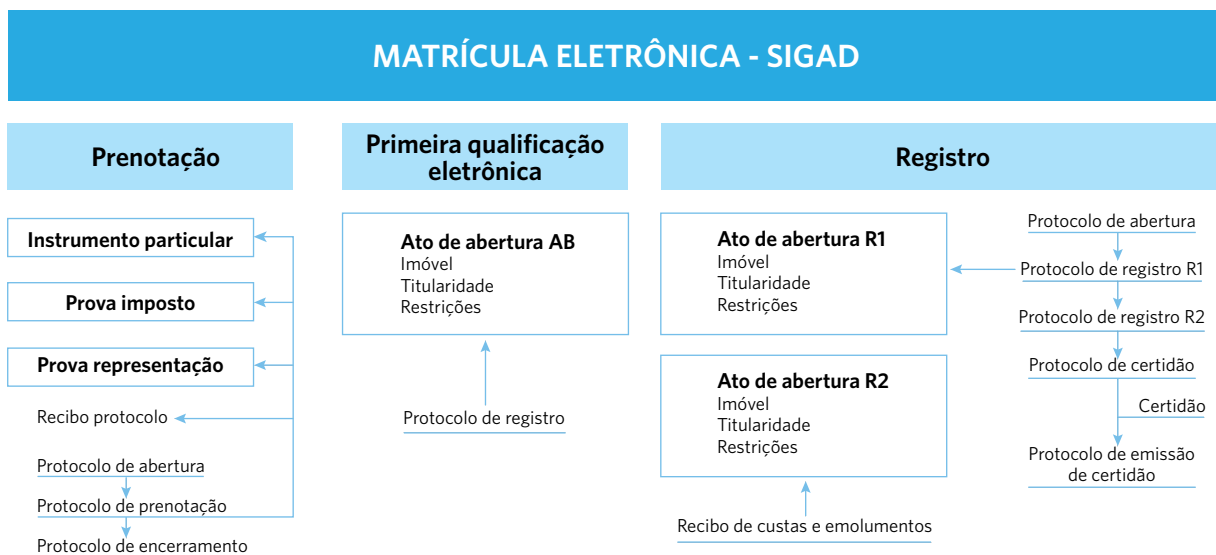 MATRÍCULA ELETRÔNICA - SIGAD
Prenotação
Instrumento particular
Prova imposto
Prova representação
Recibo protocolo
Protocolo de abertura
Protocolo de prenotação
Protocolo de encerramento
Primeira qualificação
eletrônica
Ato de abertura AB
Imóvel
Titularidade
Restrições
Protocolo de registro
Registro
Ato de abertura R1
Imóvel
Titularidade
Restrições
Ato de abertura R2
Imóvel
Titularidade
Restrições
Recibo de custas e emolumentos
Protocolo de abertura
Protocolo de registro R1
Protocolo de registro R2
Protocolo de certidão
Certidão
Protocolo de emissão
de certidão